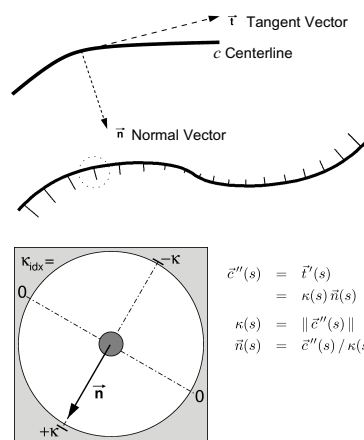 t⃗ Tangent Vector
c Centerline
n⃗ Normal Vector
κidx=
−κ
0
n⃗
0
+κ
c⃗''(s) = t⃗'(s)
= κ(s) n⃗(s)
κ(s) = ‖ c⃗''(s) ‖
n⃗(s) = c⃗''(s) / κ(s